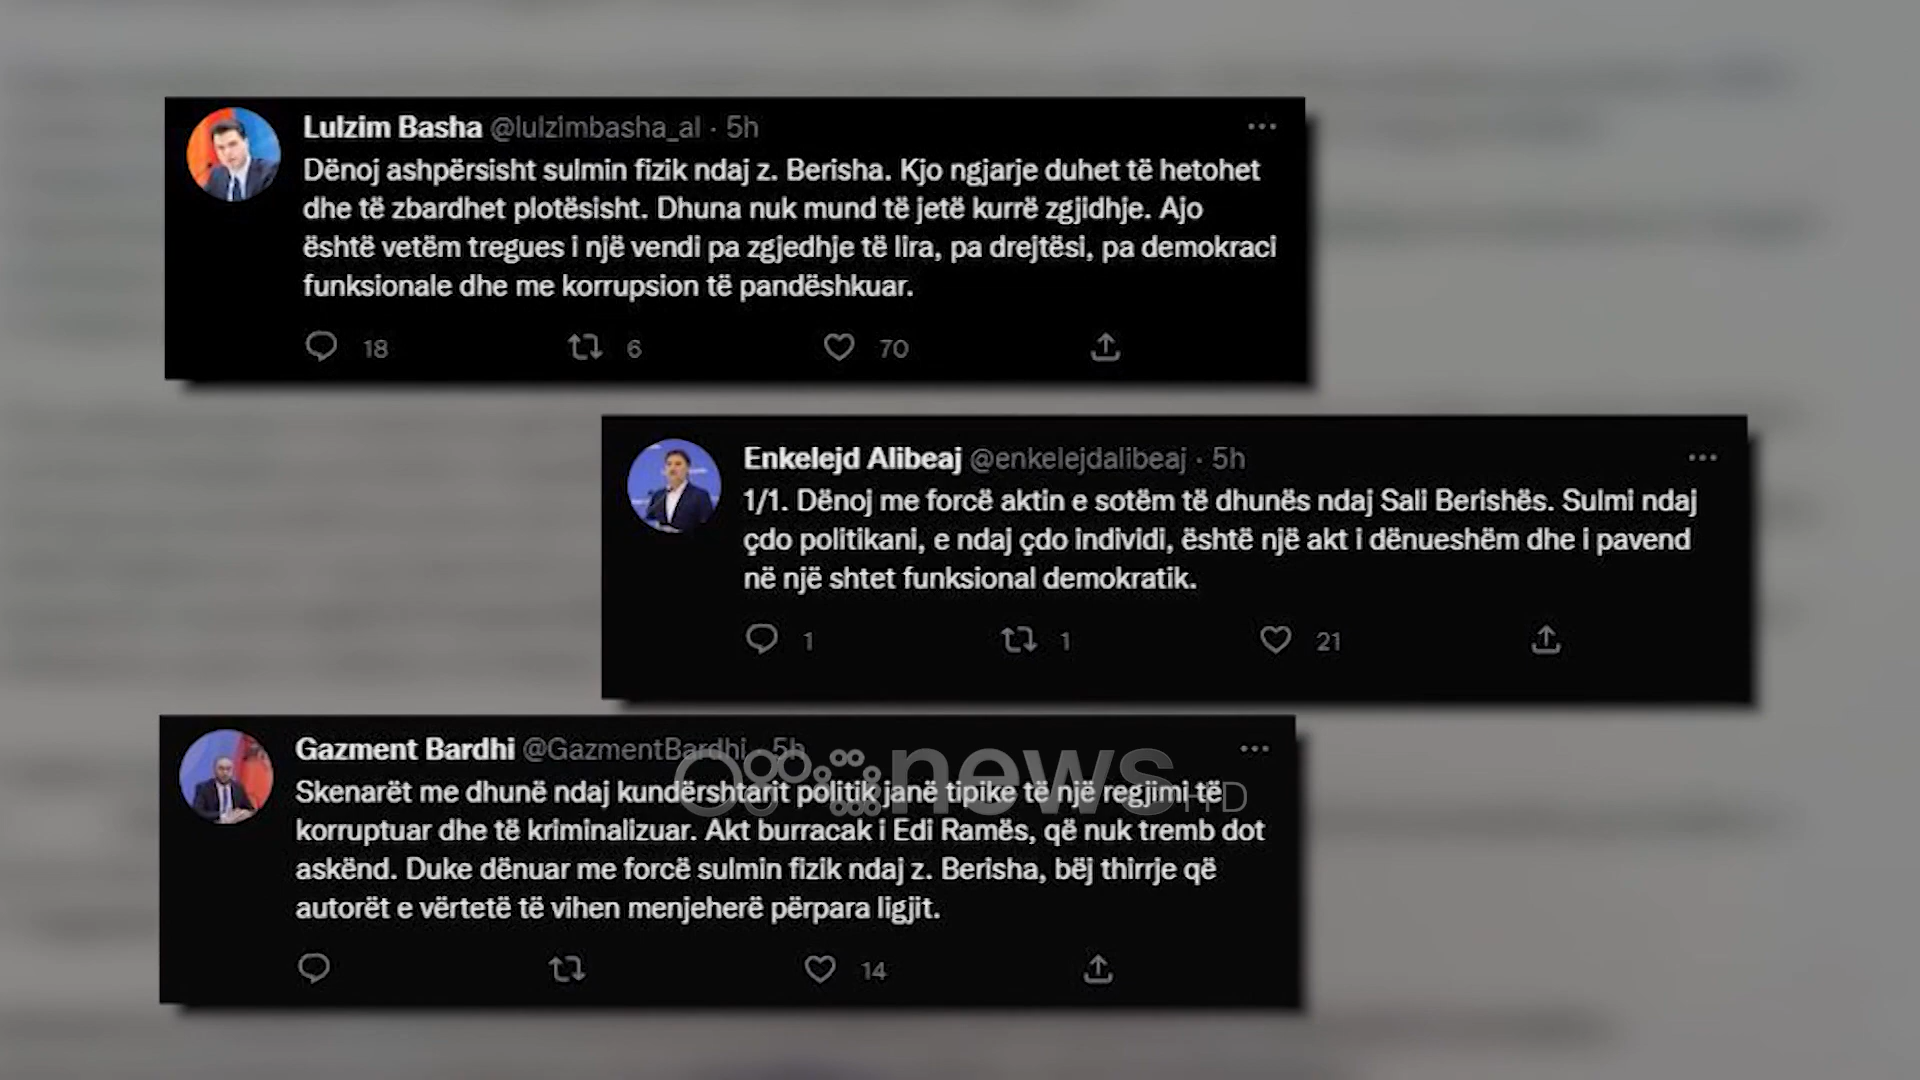 Lulzim Basha @lulzimbasha_al · 5h
Dënoj ashpërsisht sulmin fizik ndaj z. Berisha. Kjo ngjarje duhet të hetohet
dhe të zbardhet plotësisht. Dhuna nuk mund të jetë kurrë zgjidhje. Ajo
është vetëm tregues i një vendi pa zgjedhje të lira, pa drejtësi, pa demokraci
funksionale dhe me korrupsion të pandëshkuar.
18 6 70
Enkelejd Alibeaj @enkelejdalibeaj · 5h
1/1. Dënoj me forcë aktin e sotëm të dhunës ndaj Sali Berishës. Sulmi ndaj
çdo politikani, e ndaj çdo individi, është një akt i dënueshëm dhe i pavend
në një shtet funksional demokratik.
1 1 21
Gazment Bardhi @GazmentBardhi · 5h
news HD
Skenarët me dhunë ndaj kundërshtarit politik janë tipike të një regjimi të
korruptuar dhe të kriminalizuar. Akt burracak i Edi Ramës, që nuk tremb dot
askënd. Duke dënuar me forcë sulmin fizik ndaj z. Berisha, bëj thirrje që
autorët e vërtetë të vihen menjeherë përpara ligjit.
14